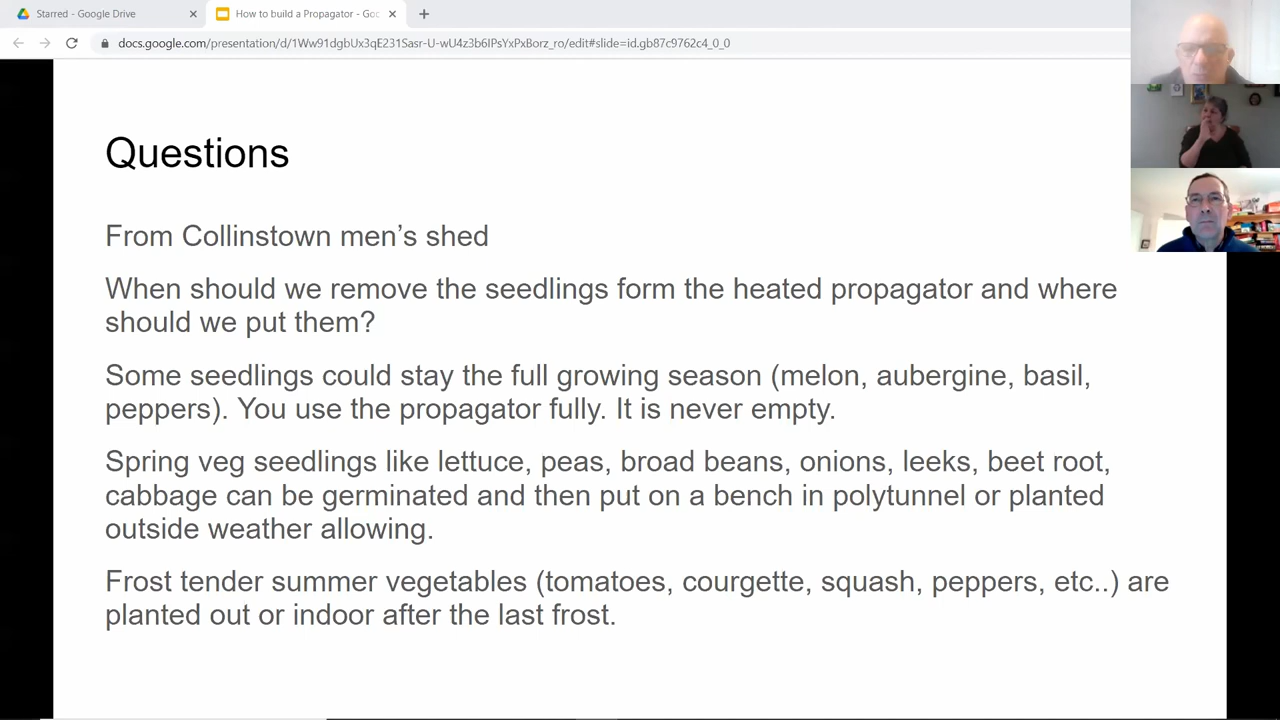 Starred - Google Drive
How to build a Propagator - Goo
docs.google.com/presentation/d/1Ww91dgbUx3qE231Sasr-U-wU4z3b6IPsYxPxBorz_ro/edit#slide=id.gb87c9762c4_0_0
Questions
From Collinstown men’s shed
When should we remove the seedlings form the heated propagator and where
should we put them?
Some seedlings could stay the full growing season (melon, aubergine, basil,
peppers). You use the propagator fully. It is never empty.
Spring veg seedlings like lettuce, peas, broad beans, onions, leeks, beet root,
cabbage can be germinated and then put on a bench in polytunnel or planted
outside weather allowing.
Frost tender summer vegetables (tomatoes, courgette, squash, peppers, etc..) are
planted out or indoor after the last frost.